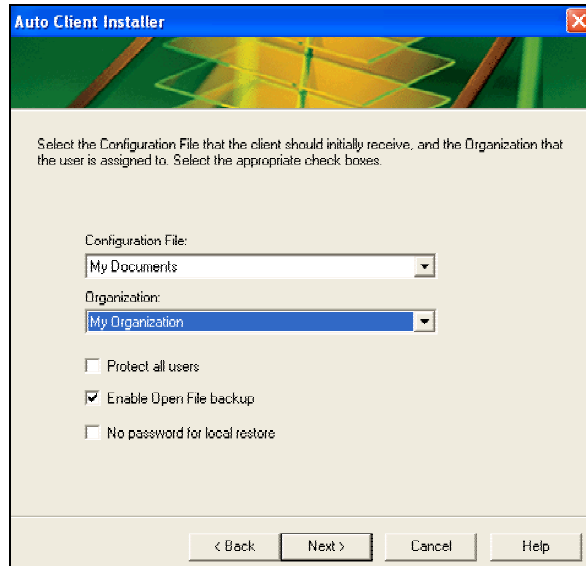 Auto Client Installer
Select the Configuration File that the client should initially receive, and the Organization that
the user is assigned to. Select the appropriate check boxes.
Configuration File:
My Documents
Organization:
My Organization
Protect all users
Enable Open File backup
No password for local restore
< Back Next > Cancel Help